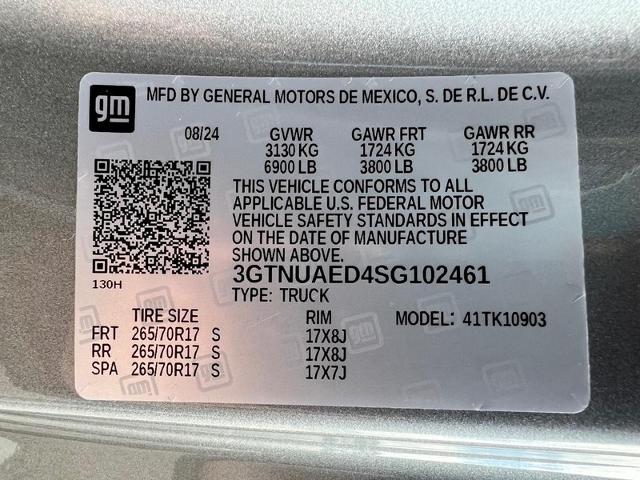 gm
MFD BY GENERAL MOTORS DE MEXICO, S. DE R.L. DE C.V.
08/24 GVWR GAWR FRT GAWR RR
3130 KG 1724 KG 1724 KG
6900 LB 3800 LB 3800 LB
THIS VEHICLE CONFORMS TO ALL
APPLICABLE U.S. FEDERAL MOTOR
VEHICLE SAFETY STANDARDS IN EFFECT
ON THE DATE OF MANUFACTURE
SHOWN ABOVE.
3GTNUAED4SG102461
130H
TYPE: TRUCK
TIRE SIZE RIM MODEL: 41TK10903
FRT 265/70R17 S 17X8J
RR 265/70R17 S 17X8J
SPA 265/70R17 S 17X7J